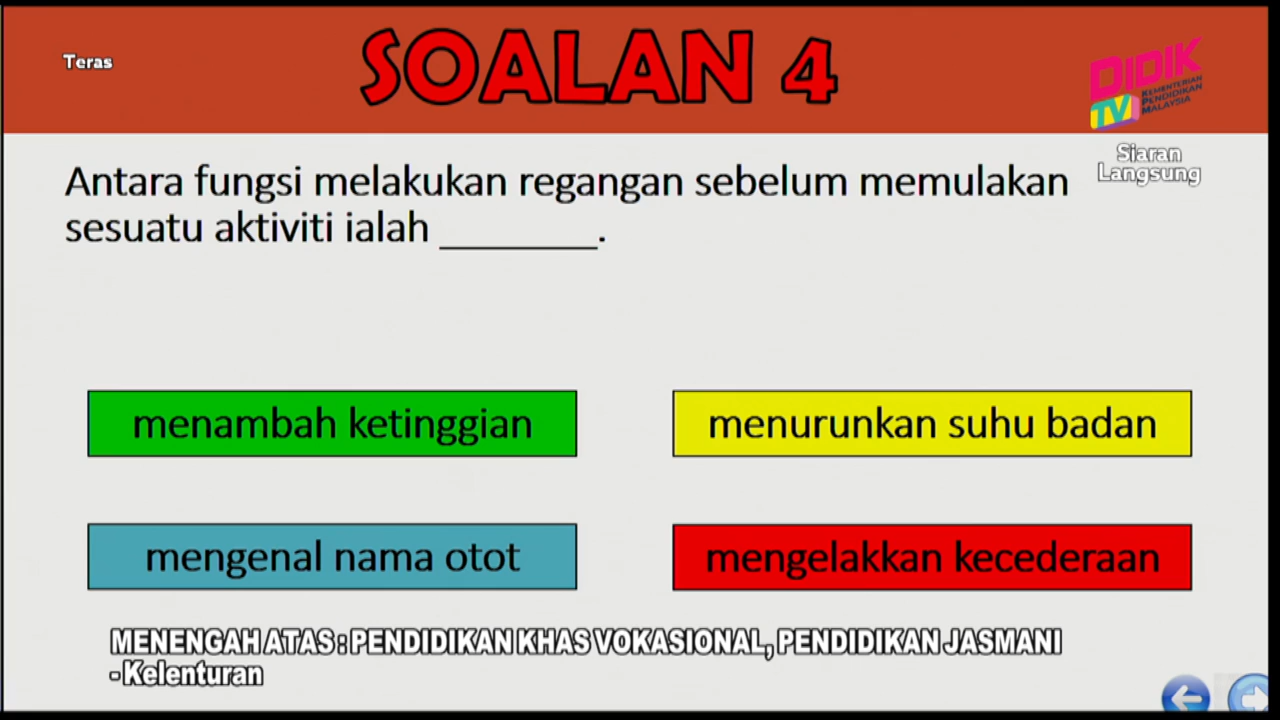 Teras
SOALAN 4
DIDIK
TV
KEMENTERIAN
PENDIDIKAN
MALAYSIA
Siaran
Langsung
Antara fungsi melakukan regangan sebelum memulakan
sesuatu aktiviti ialah ________.
menambah ketinggian
menurunkan suhu badan
mengenal nama otot
mengelakkan kecederaan
MENENGAH ATAS : PENDIDIKAN KHAS VOKASIONAL, PENDIDIKAN JASMANI
- Kelenturan